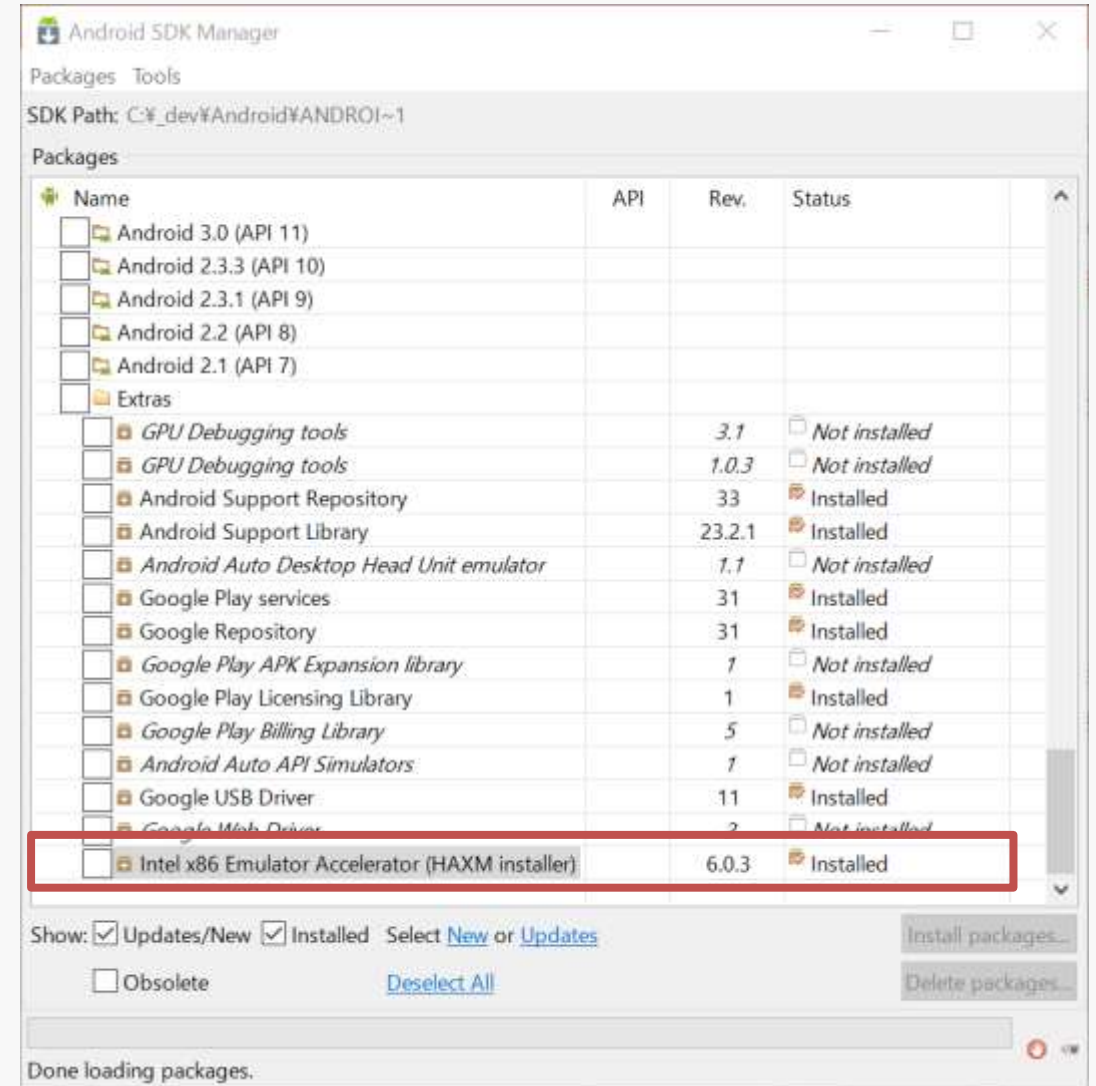 Android SDK Manager
Packages Tools
SDK Path: C:¥_dev¥Android¥ANDROI~1
Packages
Name API Rev. Status
Android 3.0 (API 11)
Android 2.3.3 (API 10)
Android 2.3.1 (API 9)
Android 2.2 (API 8)
Android 2.1 (API 7)
Extras
GPU Debugging tools 3.1 Not installed
GPU Debugging tools 1.0.3 Not installed
Android Support Repository 33 Installed
Android Support Library 23.2.1 Installed
Android Auto Desktop Head Unit emulator 1.1 Not installed
Google Play services 31 Installed
Google Repository 31 Installed
Google Play APK Expansion library 1 Not installed
Google Play Licensing Library 1 Installed
Google Play Billing Library 5 Not installed
Android Auto API Simulators 1 Not installed
Google USB Driver 11 Installed
Google Web Driver 2 Not installed
Intel x86 Emulator Accelerator (HAXM installer) 6.0.3 Installed
Show: Updates/New Installed Select New or Updates Install packages...
Obsolete Deselect All Delete packages...
Done loading packages.